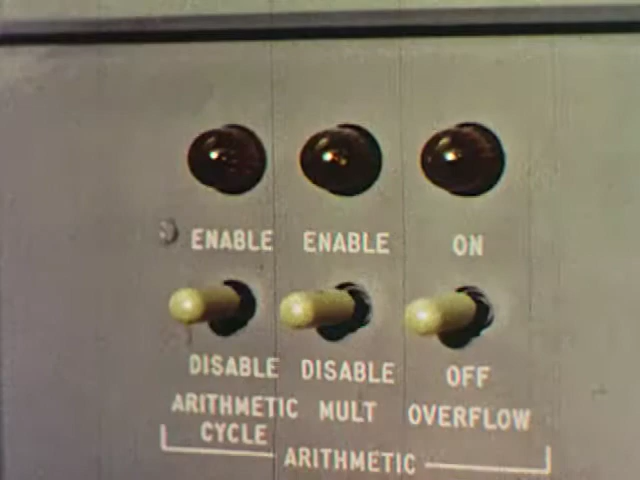 ENABLE ENABLE ON
DISABLE DISABLE OFF
ARITHMETIC MULT OVERFLOW
CYCLE
ARITHMETIC